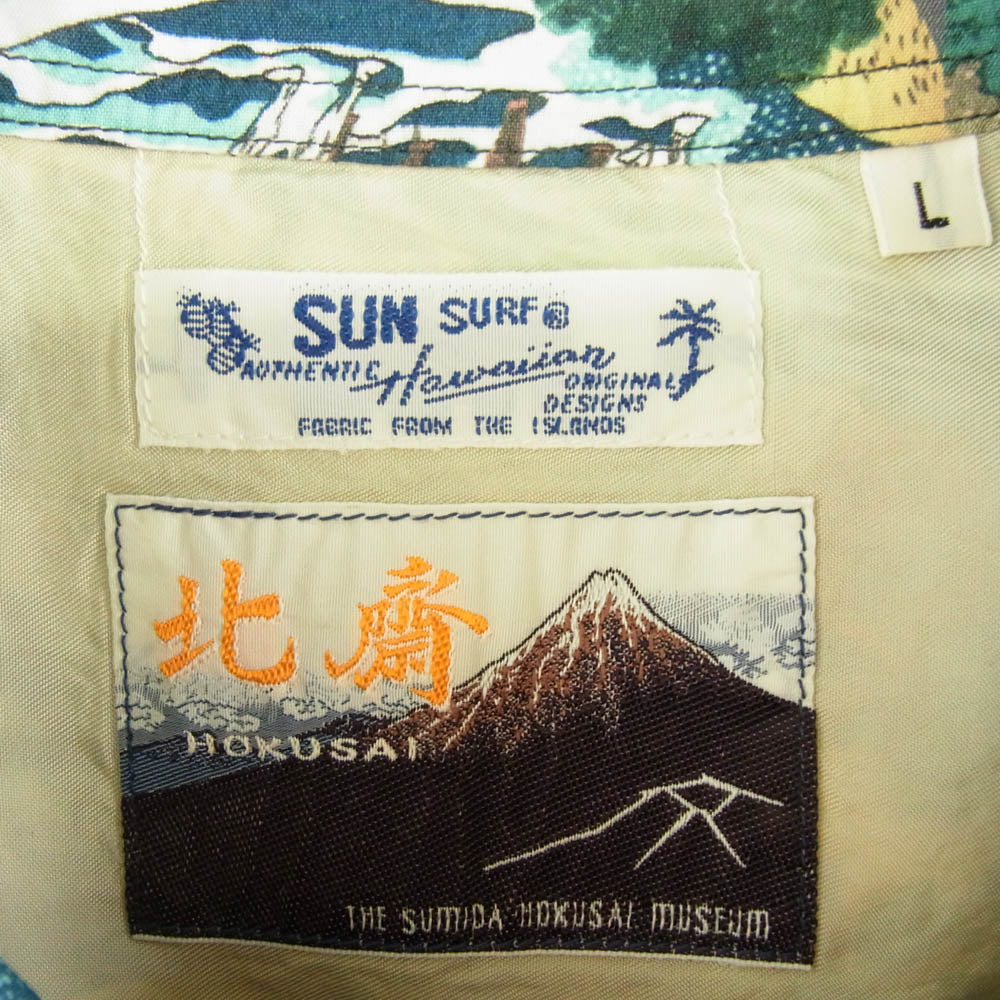 L
SUN SURF®
AUTHENTIC Hawaiian ORIGINAL
DESIGNS
FABRIC FROM THE ISLANDS
北斎
HOKUSAI
THE SUMIDA HOKUSAI MUSEUM